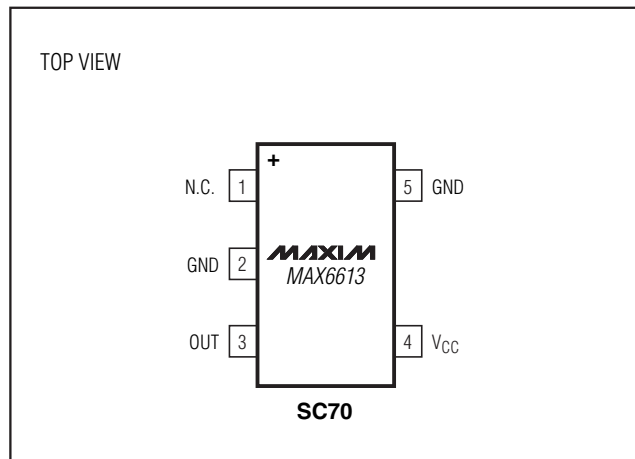 TOP VIEW
+
N.C. 1
5 GND
GND 2
MAXIM
MAX6613
OUT 3
4 VCC
SC70